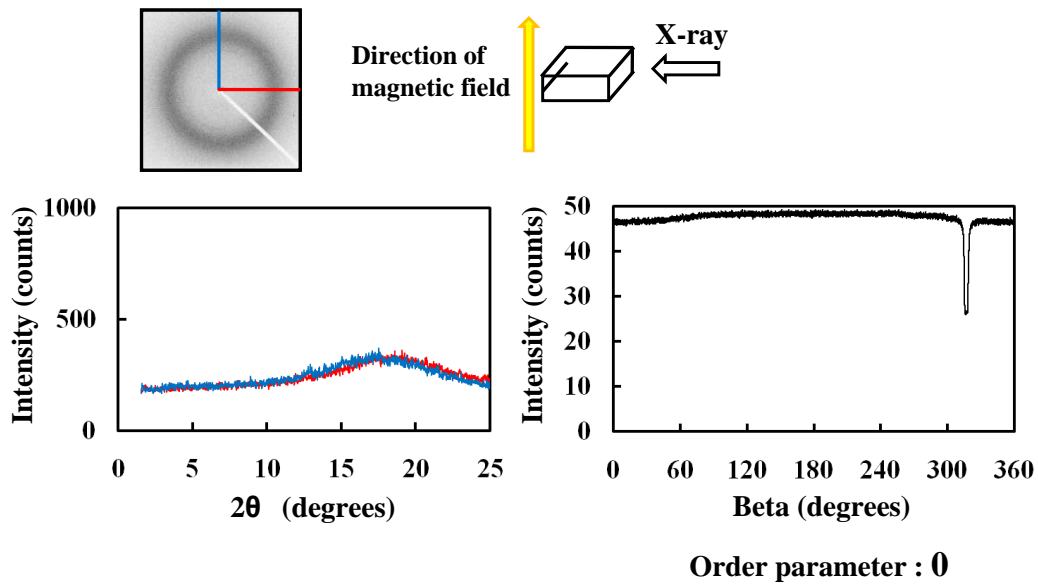 Direction of
magnetic field
X-ray
Intensity (counts)
1000
500
0
0 5 10 15 20 25
2θ (degrees)
Intensity (counts)
50
40
30
20
10
0
0 60 120 180 240 300 360
Beta (degrees)
Order parameter : 0